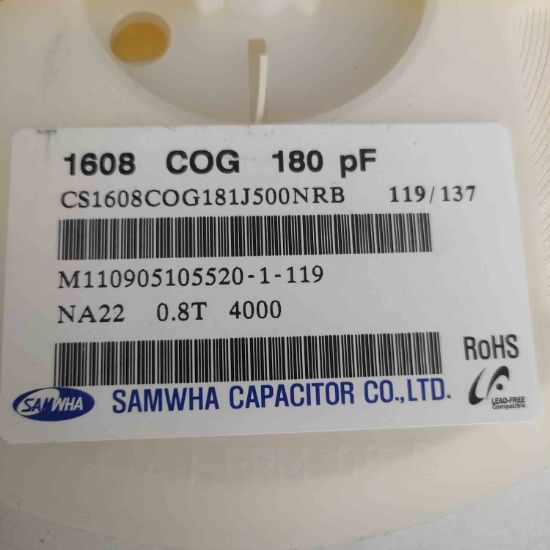 1608 COG 180 pF
CS1608COG181J500NRB 119/137
M110905105520-1-119
NA22 0.8T 4000
RoHS
LEAD-FREE
Compatible
SAMWHA SAMWHA CAPACITOR CO.,LTD.